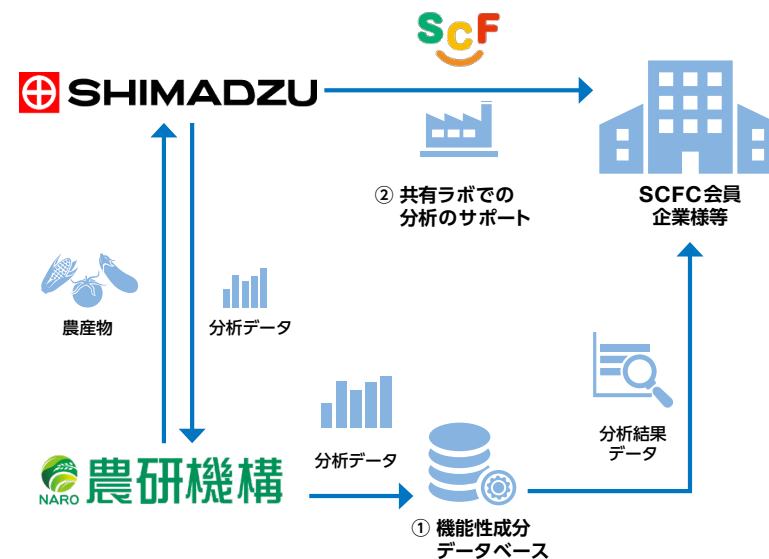 SCF
SHIMADZU
② 共有ラボでの
分析のサポート
SCFC会員
企業様等
農産物
分析データ
分析結果
データ
分析データ
NARO 農研機構
① 機能性成分
データベース